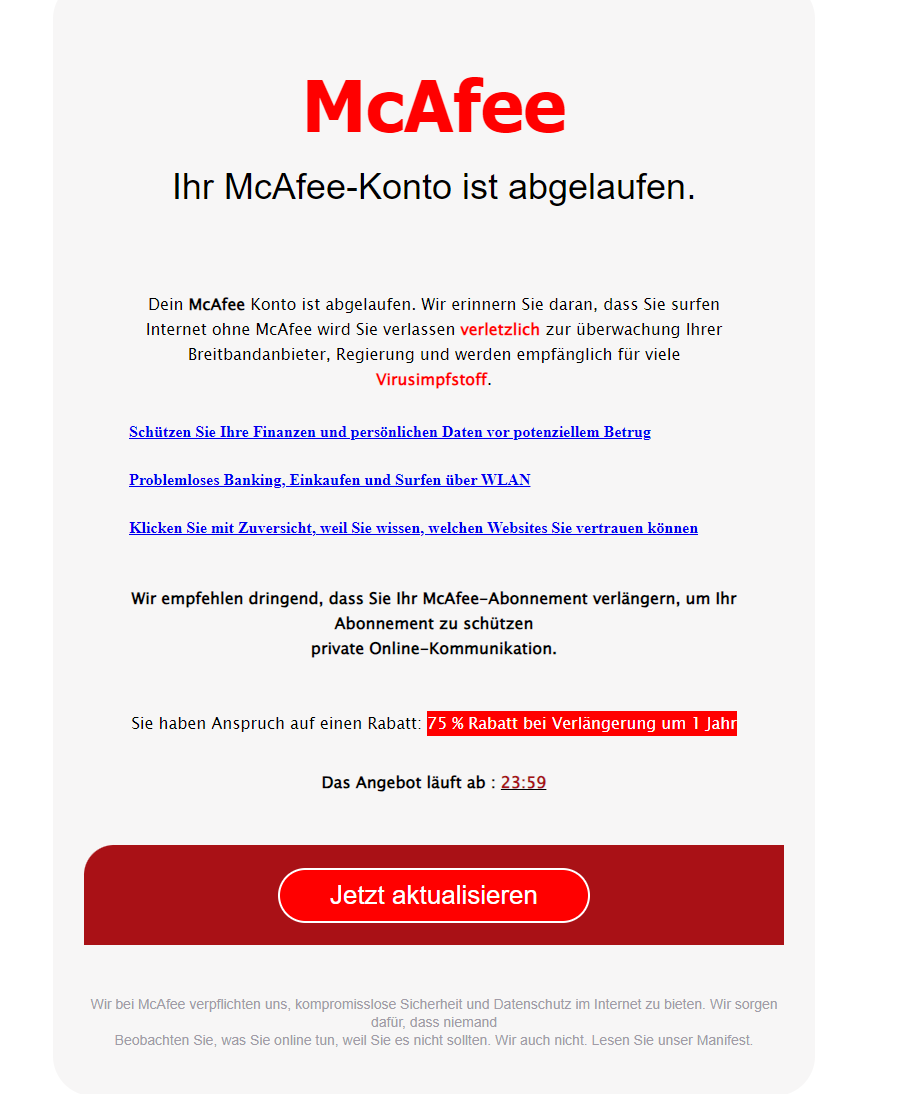 McAfee
Ihr McAfee-Konto ist abgelaufen.
Dein McAfee Konto ist abgelaufen. Wir erinnern Sie daran, dass Sie surfen
Internet ohne McAfee wird Sie verlassen verletzlich zur überwachung Ihrer
Breitbandanbieter, Regierung und werden empfänglich für viele
Virusimpfstoff.
Schützen Sie Ihre Finanzen und persönlichen Daten vor potenziellem Betrug
Problemloses Banking, Einkaufen und Surfen über WLAN
Klicken Sie mit Zuversicht, weil Sie wissen, welchen Websites Sie vertrauen können
Wir empfehlen dringend, dass Sie Ihr McAfee-Abonnement verlängern, um Ihr
Abonnement zu schützen
private Online-Kommunikation.
Sie haben Anspruch auf einen Rabatt: 75 % Rabatt bei Verlängerung um 1 Jahr
Das Angebot läuft ab : 23:59
Jetzt aktualisieren
Wir bei McAfee verpflichten uns, kompromisslose Sicherheit und Datenschutz im Internet zu bieten. Wir sorgen
dafür, dass niemand
Beobachten Sie, was Sie online tun, weil Sie es nicht sollten. Wir auch nicht. Lesen Sie unser Manifest.